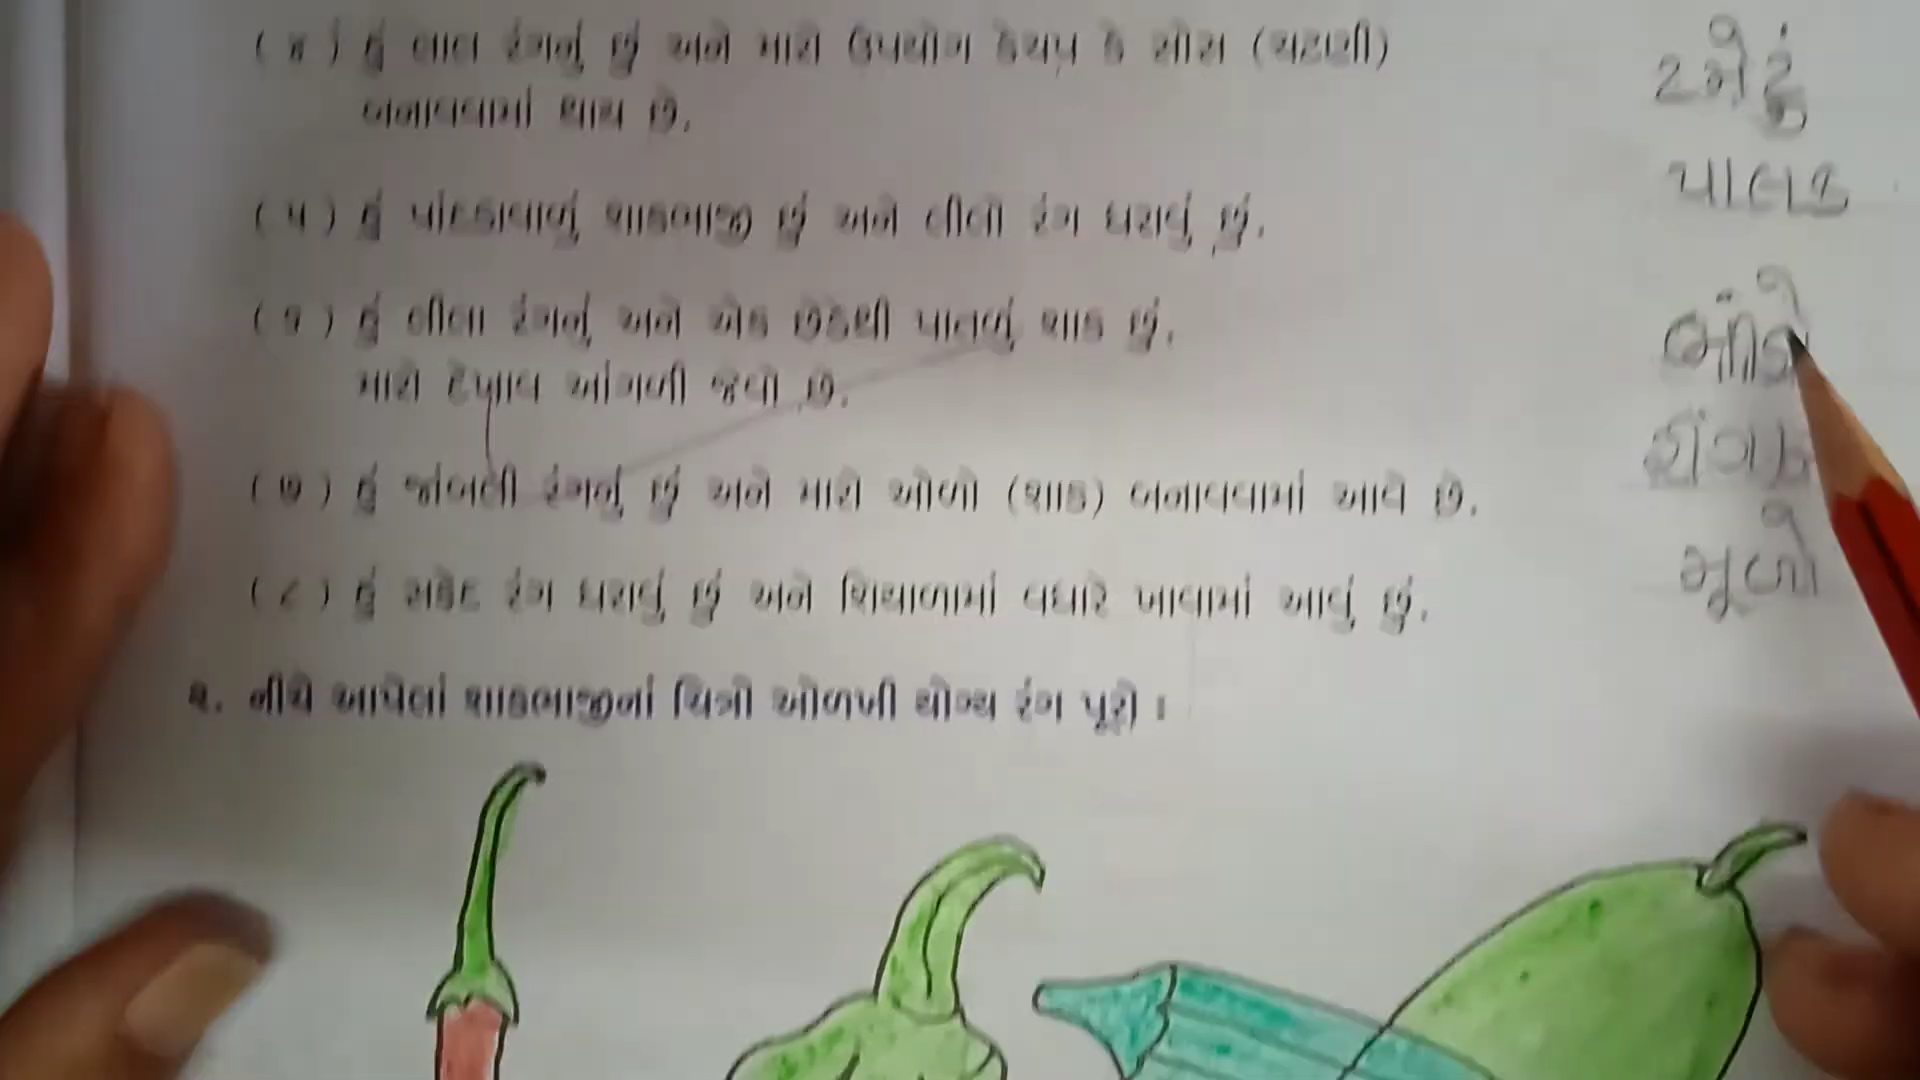 (૪) હું લાલ રંગનું છું અને મારો ઉપયોગ કેચપ કે સોસ (ચટણી) ટમેટું
બનાવવામાં થાય છે.
(૫) હું પાંદડાવાળું શાકભાજી છું અને લીલો રંગ ધરાવું છું. પાલક
(૬) હું લીલા રંગનું અને એક છેડેથી પાતળું શાક છું. ભીંડો
મારો દેખાવ આંગળી જેવો છે.
(૭) હું જાંબલી રંગનું છું અને મારો ઓળો (શાક) બનાવવામાં આવે છે.
(૮) હું સફેદ રંગ ધરાવું છું અને શિયાળામાં વધારે ખાવામાં આવું છું. મૂળો
૨. નીચે આપેલાં શાકભાજીનાં ચિત્રો ઓળખી યોગ્ય રંગ પૂરો :